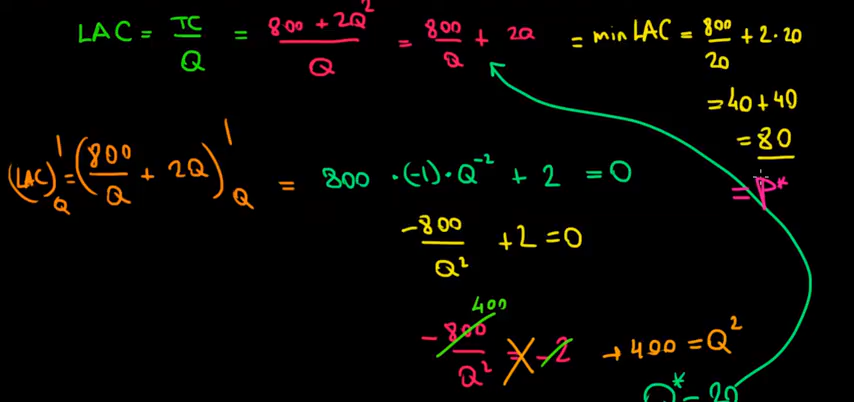 LAC = TC/Q = 800 + 2Q²/Q = 800/Q + 2Q = min LAC = 800/20 + 2·20
= 40 + 40
= 80
= P*
(LAC)'Q = (800/Q + 2Q)'Q = 800 ·(-1)· Q⁻² + 2 = 0
-800/Q² + 2 = 0
400
-800/Q² = -2 → 400 = Q²
Q* = 20